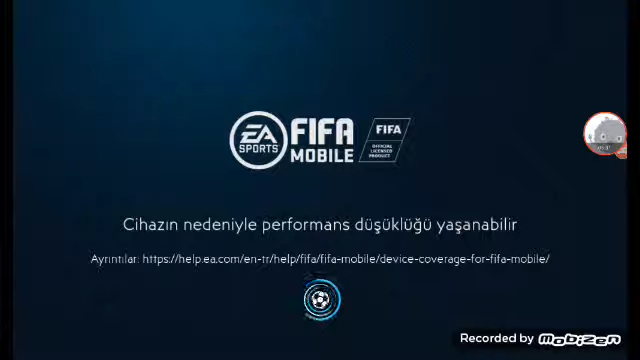 EA
SPORTS
FIFA
MOBILE
FIFA
OFFICIAL
LICENSED
PRODUCT
Cihazın nedeniyle performans düşüklüğü yaşanabilir
Ayrıntılar: https://help.ea.com/en-tr/help/fifa/fifa-mobile/device-coverage-for-fifa-mobile/
Recorded by Mobizen